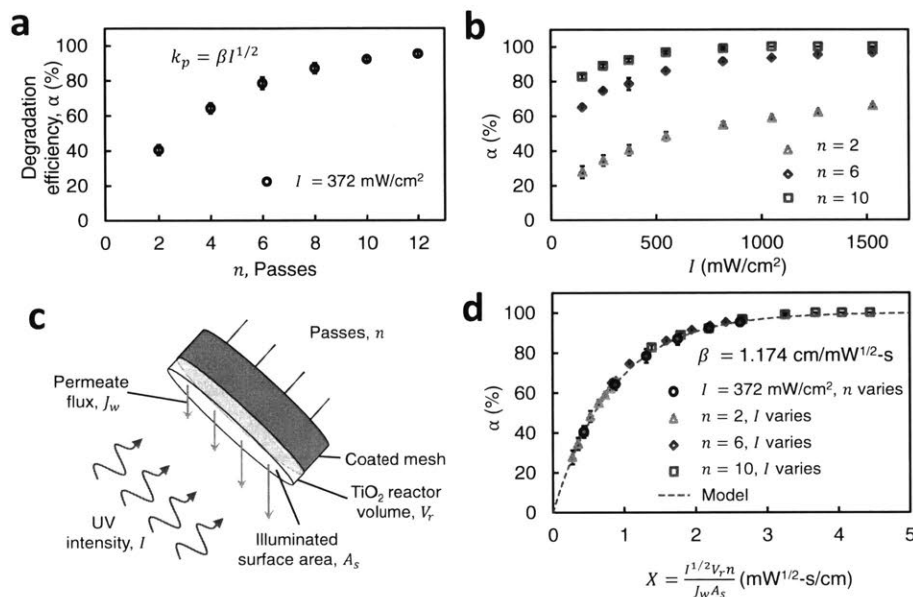 a
k_p = βI^{1/2}
Degradation
efficiency, α (%)
100
80
60
40
20
0
I = 372 mW/cm²
2 4 6 8 10 12
n, Passes
b
α (%)
100
80
60
40
20
0
n = 2
n = 6
n = 10
0 500 1000 1500
I (mW/cm²)
c
Passes, n
Permeate
flux, J_w
Coated mesh
TiO₂ reactor
volume, V_r
UV
intensity, I
Illuminated
surface area, A_s
d
α (%)
100
80
60
40
20
0
β = 1.174 cm/mW^{1/2}-s
I = 372 mW/cm², n varies
n = 2, I varies
n = 6, I varies
n = 10, I varies
Model
0 1 2 3 4 5
X = \frac{I^{1/2}V_r n}{J_w A_s} (mW^{1/2}-s/cm)